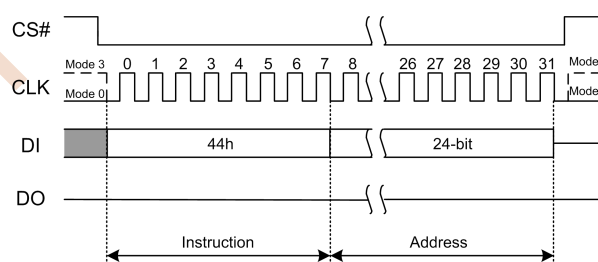 CS#
Mode 3 0 1 2 3 4 5 6 7 8 26 27 28 29 30 31 Mode
CLK
Mode 0 Mode
DI 44h 24-bit
DO
Instruction Address